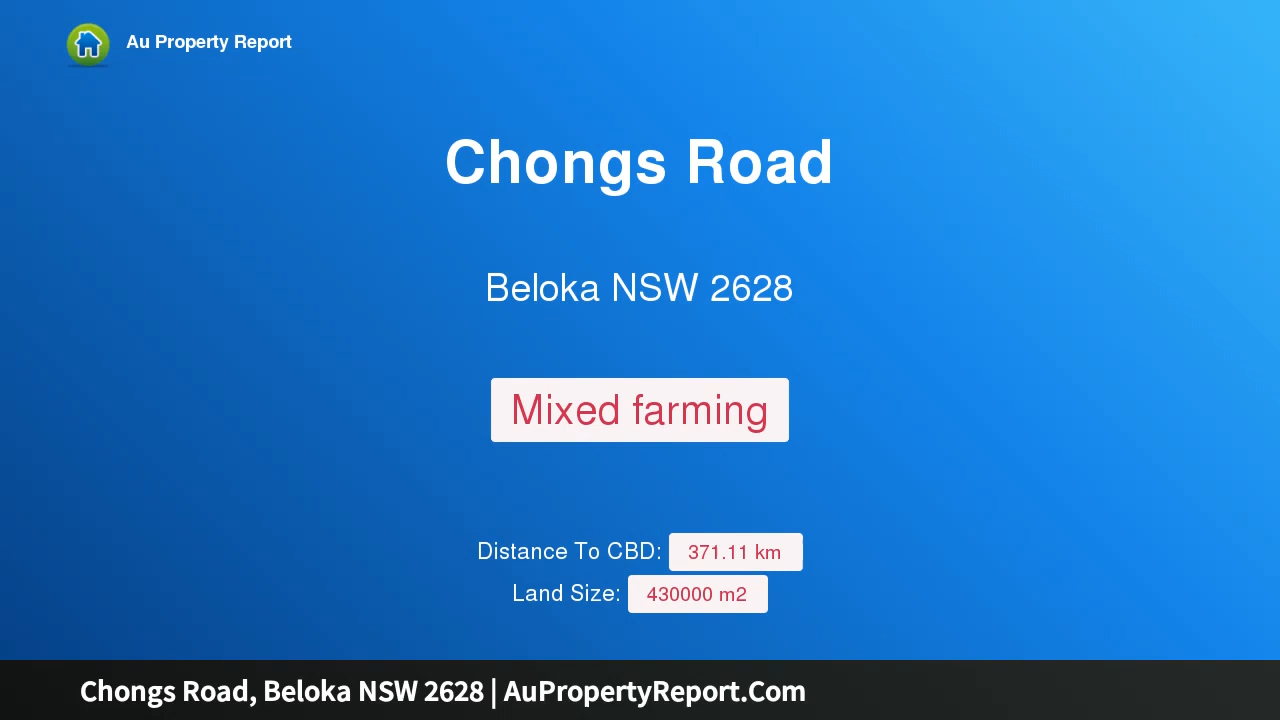 Au Property Report
Chongs Road
Beloka NSW 2628
Mixed farming
Distance To CBD: 371.11 km
Land Size: 430000 m2
Chongs Road, Beloka NSW 2628 | AuPropertyReport.Com